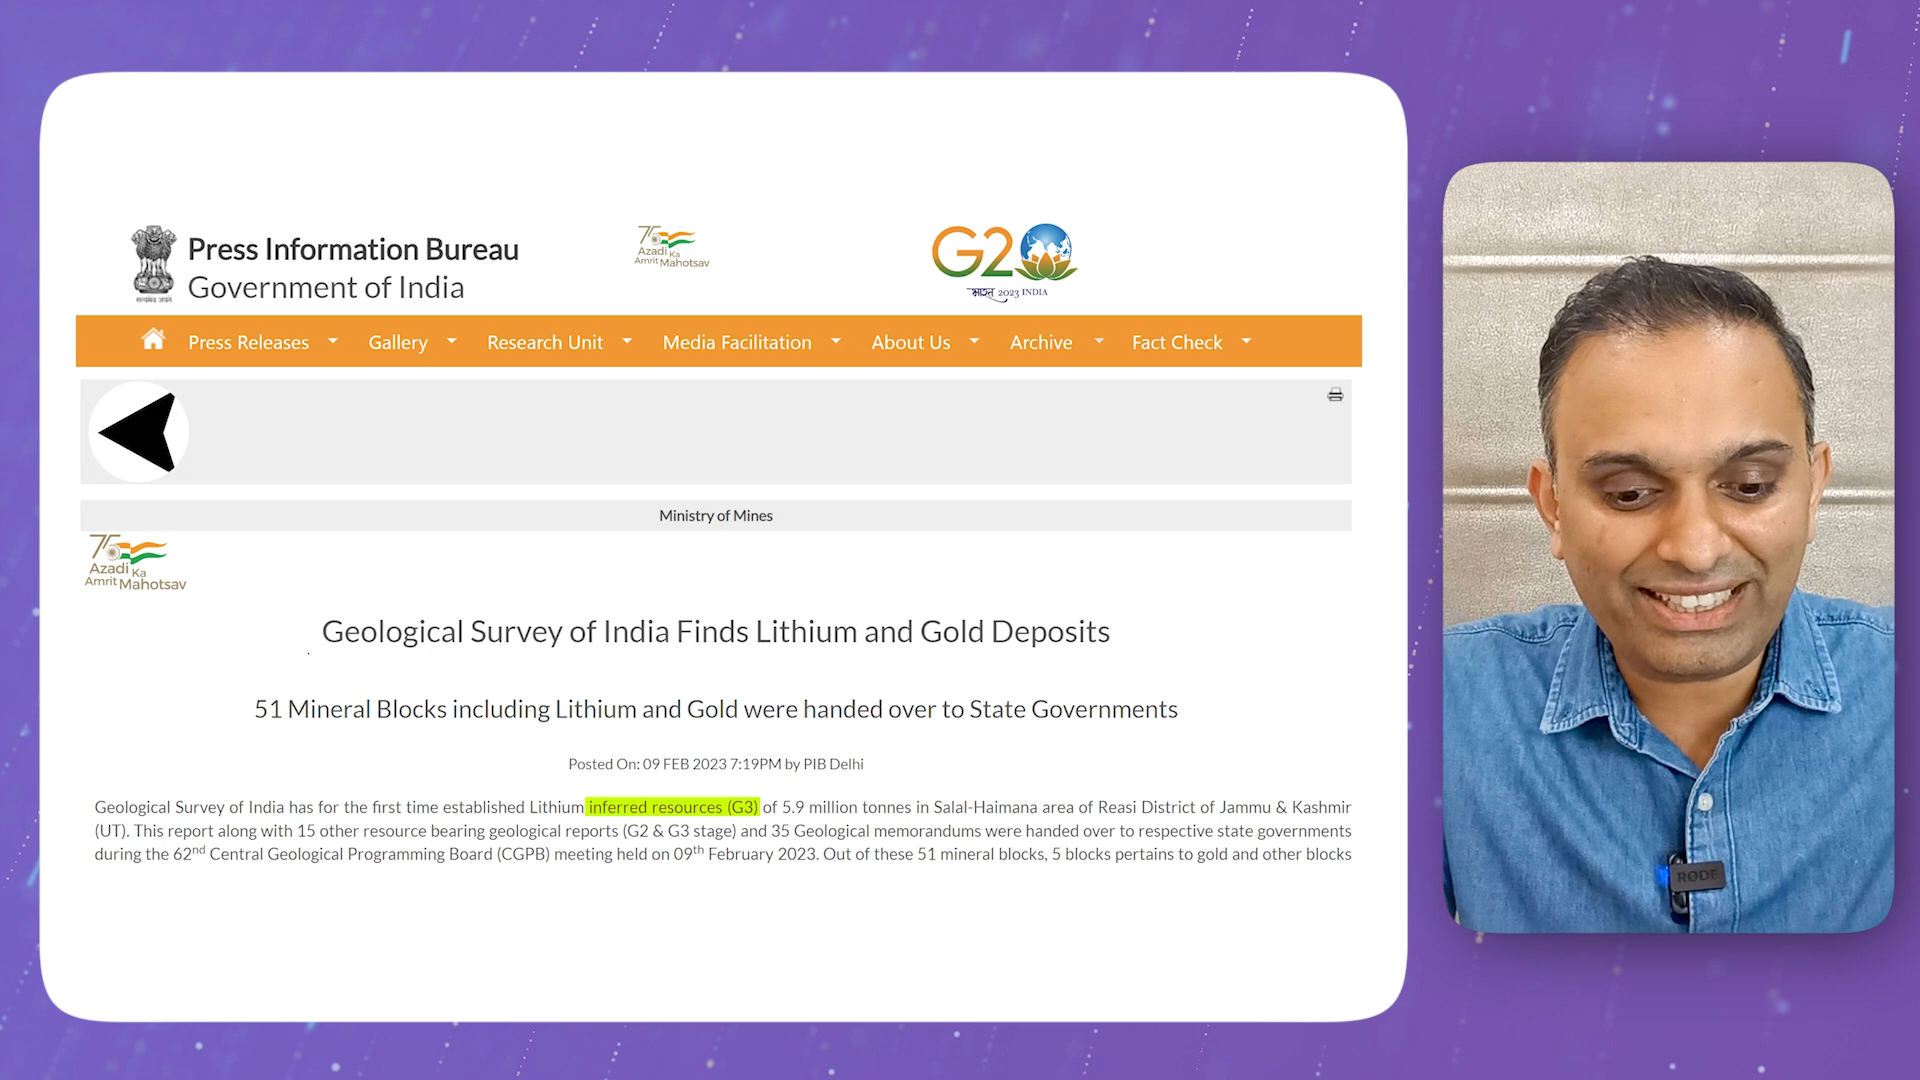 Press Information Bureau
Government of India
सत्यमेव जयते
75
Azadi Ka
Amrit Mahotsav
G20
भारत 2023 INDIA
Press Releases
Gallery
Research Unit
Media Facilitation
About Us
Archive
Fact Check
Ministry of Mines
75
Azadi Ka
Amrit Mahotsav
Geological Survey of India Finds Lithium and Gold Deposits
51 Mineral Blocks including Lithium and Gold were handed over to State Governments
Posted On: 09 FEB 2023 7:19PM by PIB Delhi
Geological Survey of India has for the first time established Lithium inferred resources (G3) of 5.9 million tonnes in Salal-Haimana area of Reasi District of Jammu & Kashmir
(UT). This report along with 15 other resource bearing geological reports (G2 & G3 stage) and 35 Geological memorandums were handed over to respective state governments
during the 62nd Central Geological Programming Board (CGPB) meeting held on 09th February 2023. Out of these 51 mineral blocks, 5 blocks pertains to gold and other blocks
RØDE